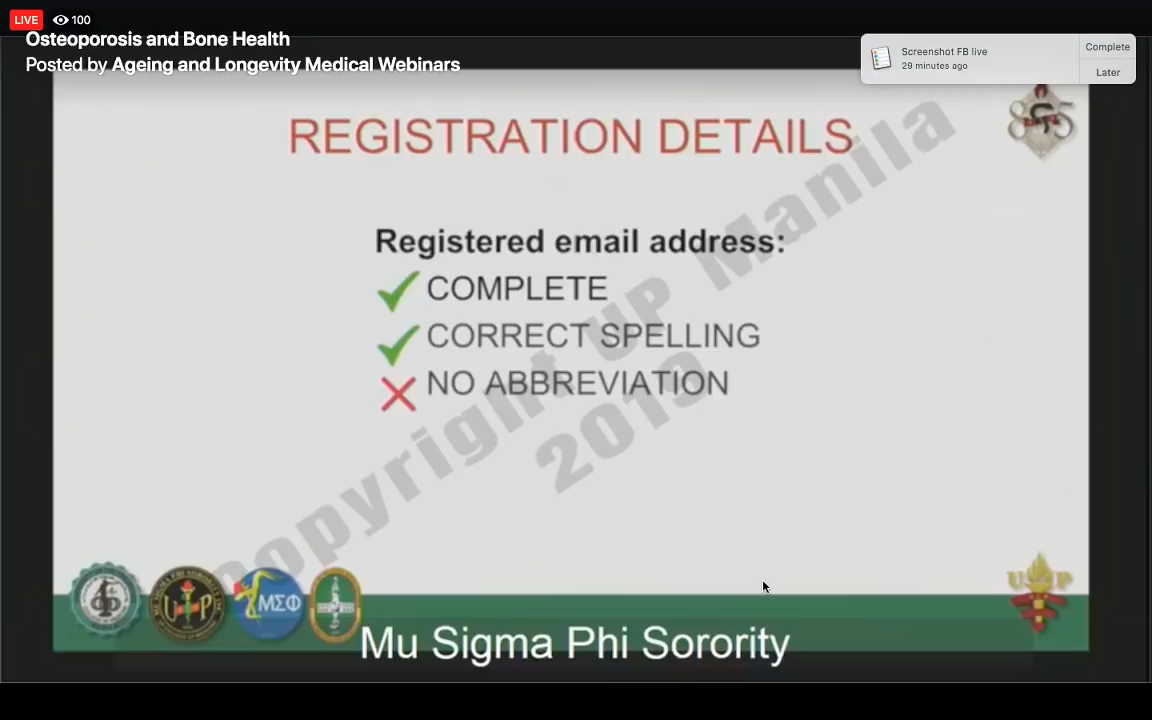 LIVE 100
Osteoporosis and Bone Health
Posted by Ageing and Longevity Medical Webinars
Screenshot FB live
29 minutes ago
Complete
Later
REGISTRATION DETAILS
Registered email address:
COMPLETE
CORRECT SPELLING
NO ABBREVIATION
Copyright UP Manila
2019
ΜΣΦ
Mu Sigma Phi Sorority